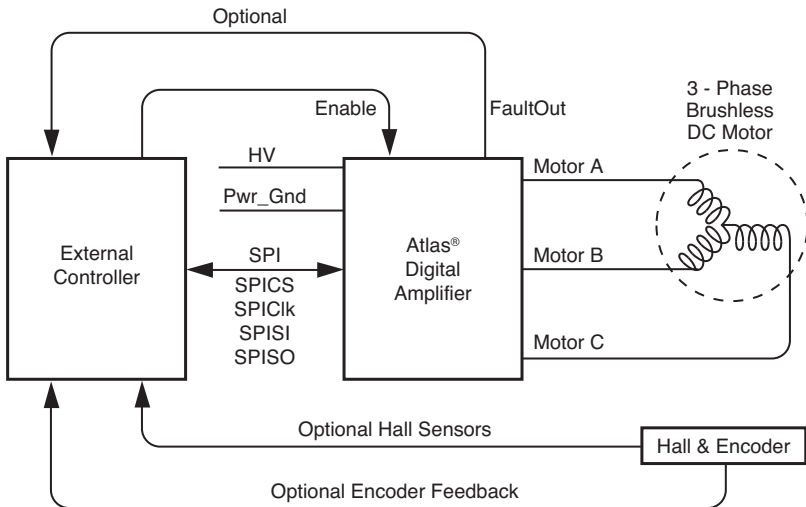 Optional
Enable
FaultOut
3 - Phase
Brushless
DC Motor
HV
Pwr_Gnd
Motor A
External
Controller
SPI
SPICS
SPIClk
SPISI
SPISO
Atlas®
Digital
Amplifier
Motor B
Motor C
Optional Hall Sensors
Hall & Encoder
Optional Encoder Feedback